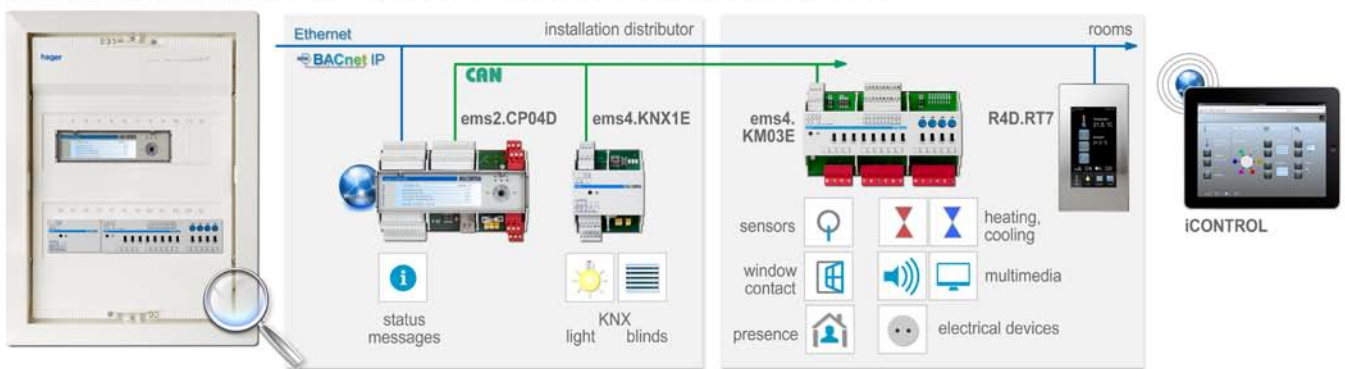 hager
Ethernet
installation distributor
rooms
BACnet IP
CAN
ems2.CP04D
ems4.KNX1E
ems4.
KM03E
R4D.RT7
sensors
heating,
cooling
window
contact
multimedia
presence
electrical devices
status
messages
KNX
light
blinds
iCONTROL